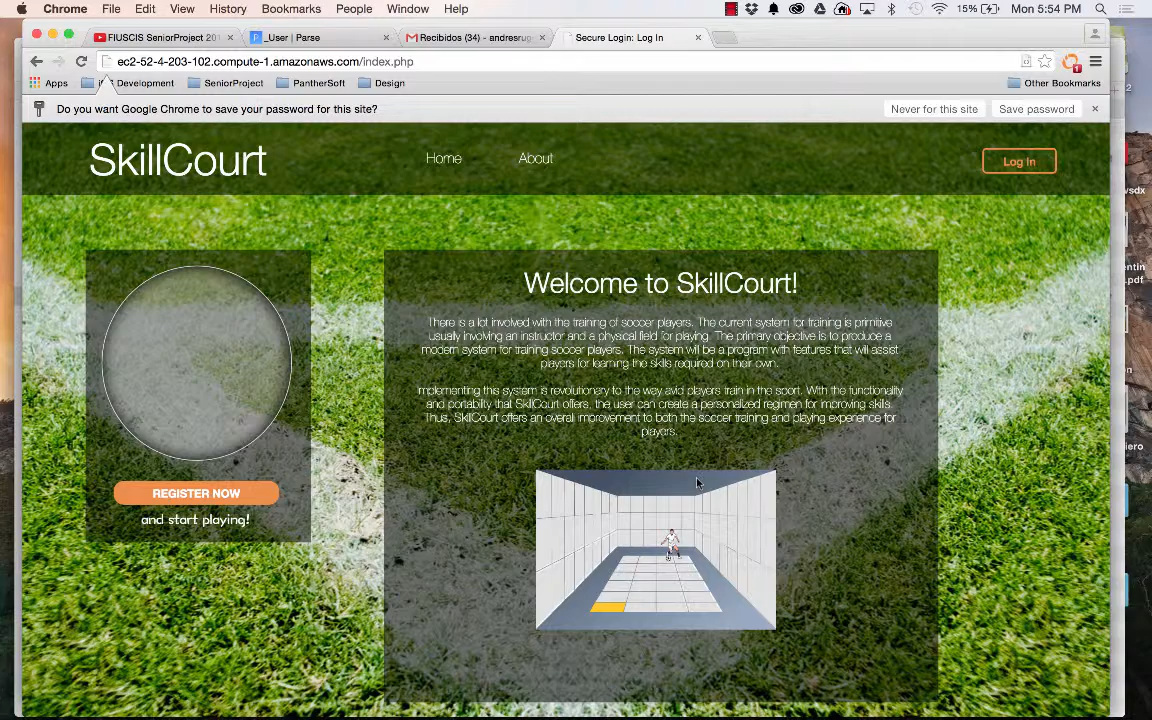 Chrome File Edit View History Bookmarks People Window Help 15% Mon 5:54 PM
FIUSCIS SeniorProject 201
_User | Parse
Recibidos (34) - andresrug
Secure Login: Log In
ec2-52-4-203-102.compute-1.amazonaws.com/index.php
Apps
Development
SeniorProject
PantherSoft
Design
Other Bookmarks
Do you want Google Chrome to save your password for this site?
Never for this site
Save password
SkillCourt
Home
About
Log In
Welcome to SkillCourt!
There is a lot involved with the training of soccer players. The current system for training is primitive
usually involving an instructor and a physical field for playing. The primary objective is to produce a
modern system for training soccer players. The system will be a program with features that will assist
players for learning the skills required on their own.
Implementing this system is revolutionary to the way avid players train in the sport. With the functionality
and portability that SkillCourt offers, the user can create a personalized regimen for improving skills.
Thus, SkillCourt offers an overall improvement to both the soccer training and playing experience for
players.
REGISTER NOW
and start playing!
vsdx
entin
.pdf
iero